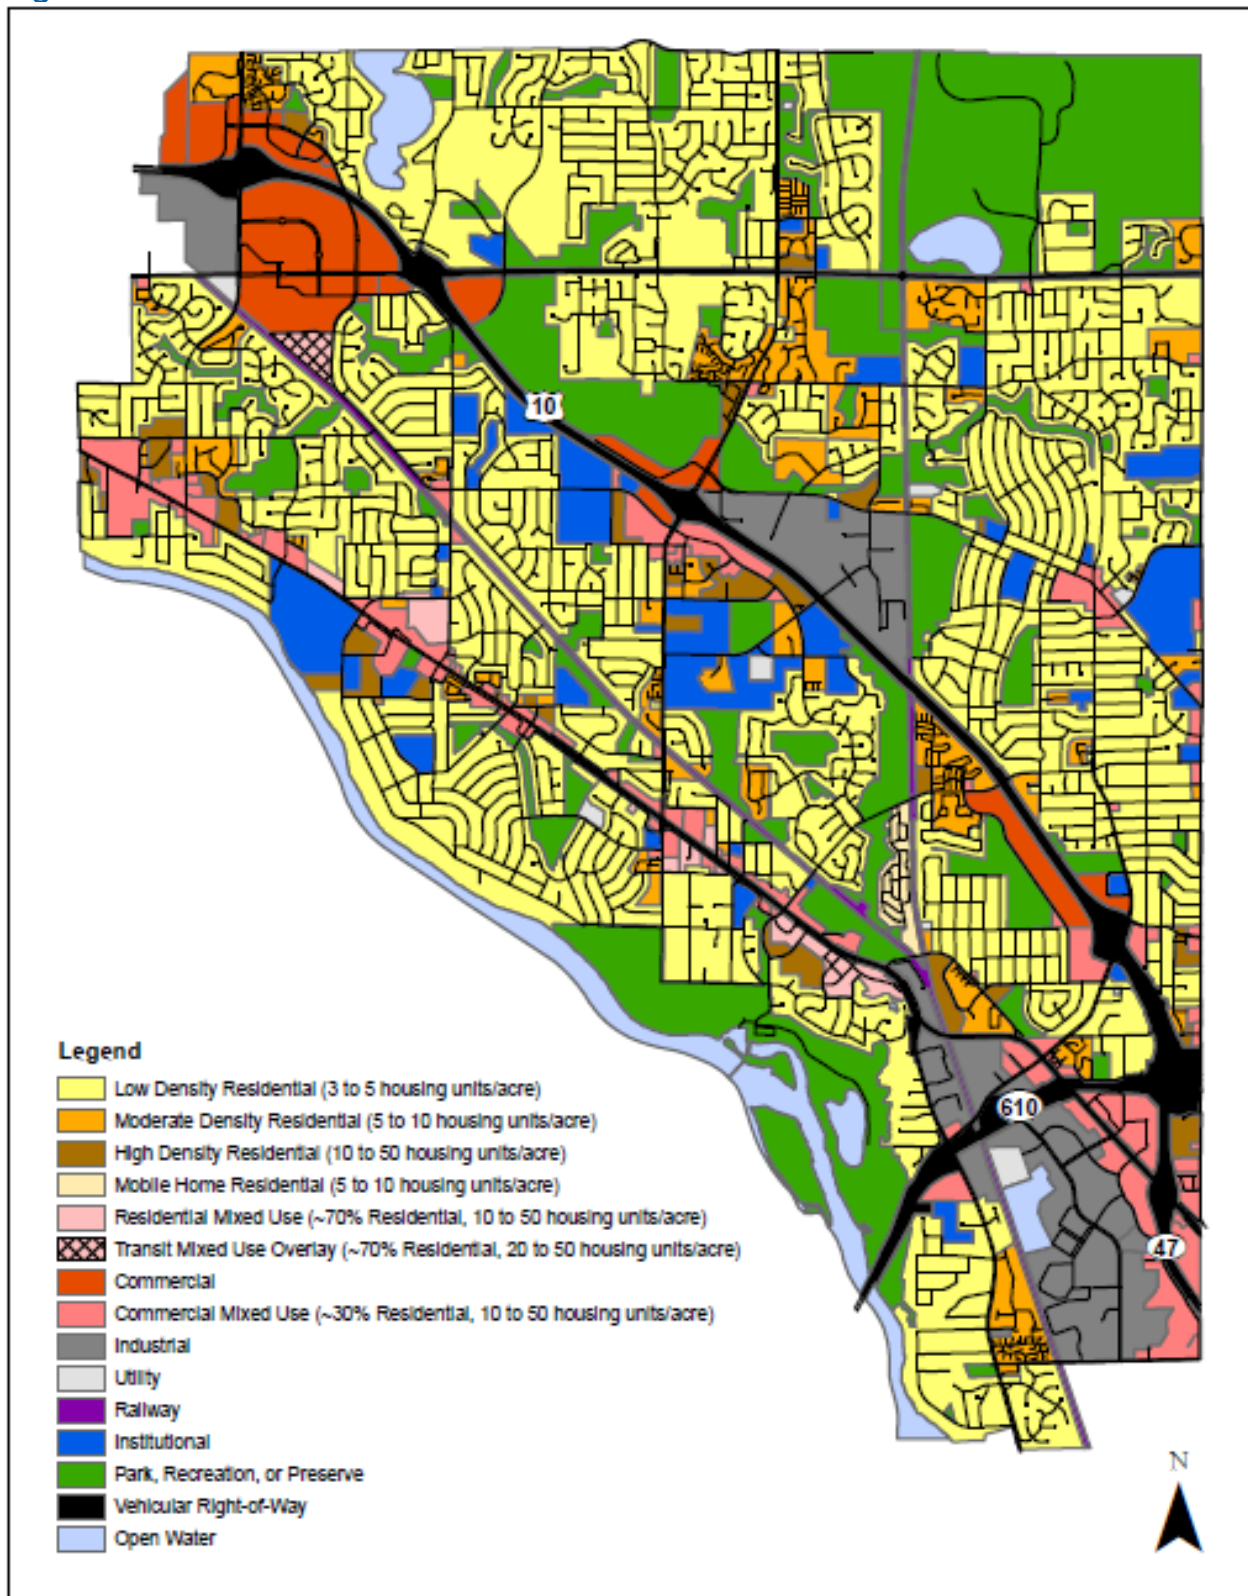 10
610
47
Legend
Low Density Residential (3 to 5 housing units/acre)
Moderate Density Residential (5 to 10 housing units/acre)
High Density Residential (10 to 50 housing units/acre)
Mobile Home Residential (5 to 10 housing units/acre)
Residential Mixed Use (~70% Residential, 10 to 50 housing units/acre)
Transit Mixed Use Overlay (~70% Residential, 20 to 50 housing units/acre)
Commercial
Commercial Mixed Use (~30% Residential, 10 to 50 housing units/acre)
Industrial
Utility
Railway
Institutional
Park, Recreation, or Preserve
Vehicular Right-of-Way
Open Water
N